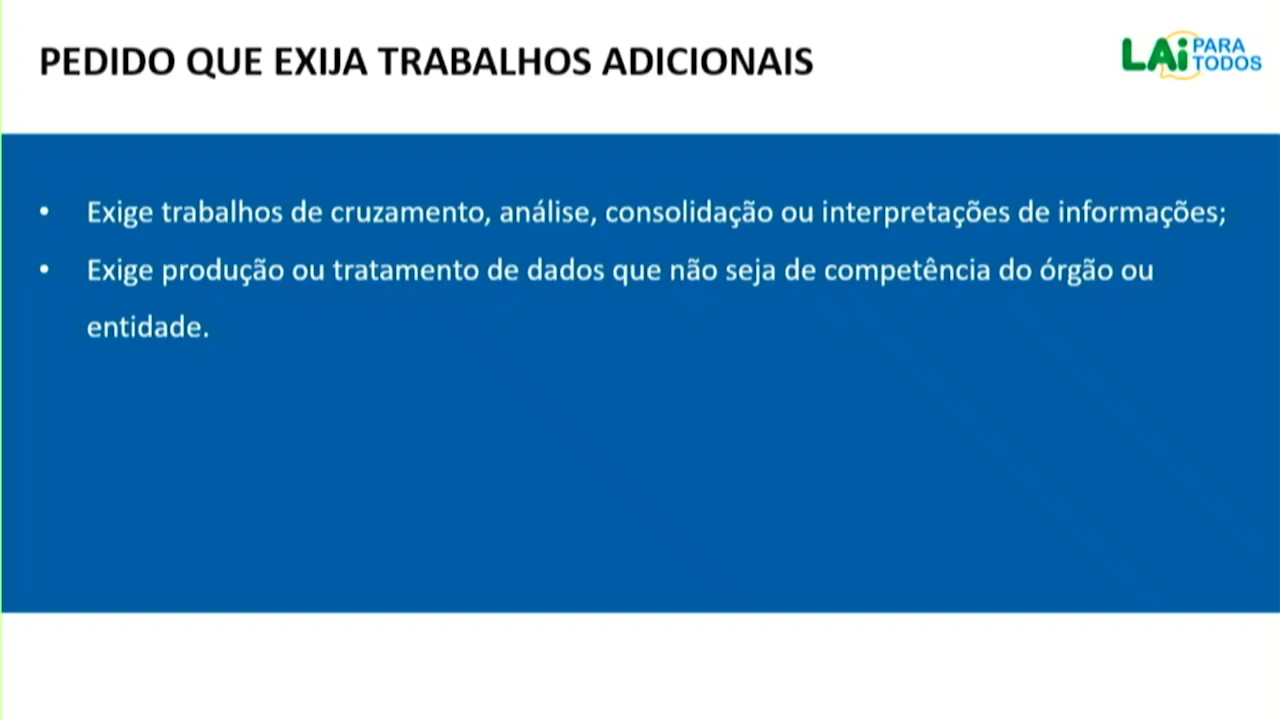 PEDIDO QUE EXIJA TRABALHOS ADICIONAIS
LAi PARA
TODOS
• Exige trabalhos de cruzamento, análise, consolidação ou interpretações de informações;
• Exige produção ou tratamento de dados que não seja de competência do órgão ou
entidade.